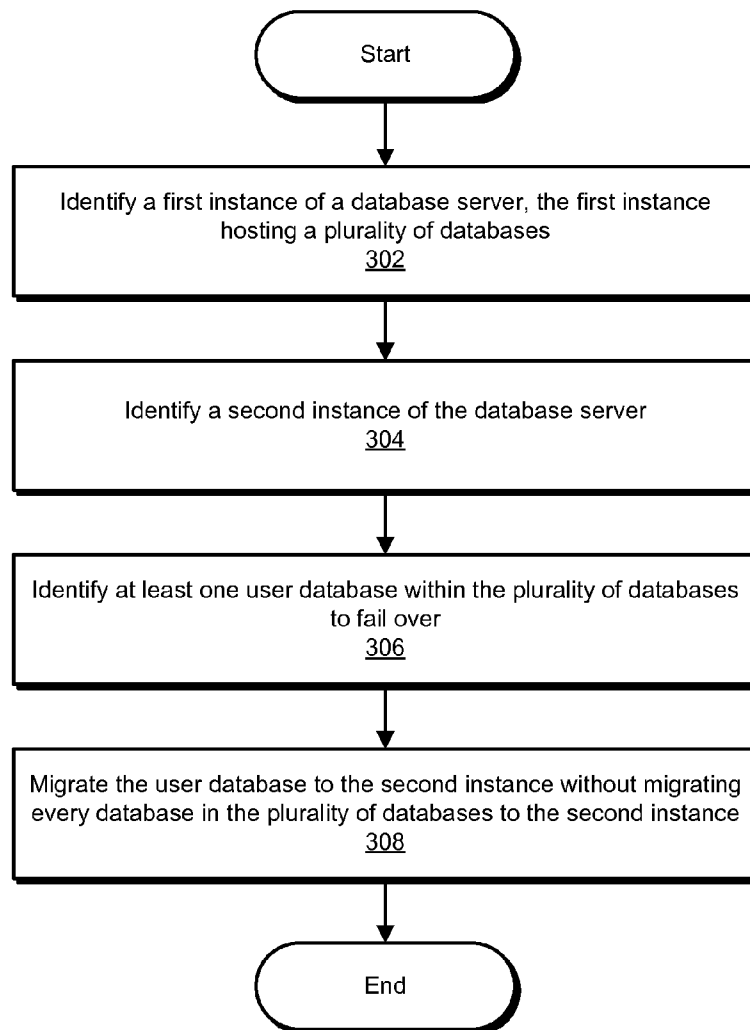 Start
Identify a first instance of a database server, the first instance
hosting a plurality of databases
302
Identify a second instance of the database server
304
Identify at least one user database within the plurality of databases
to fail over
306
Migrate the user database to the second instance without migrating
every database in the plurality of databases to the second instance
308
End